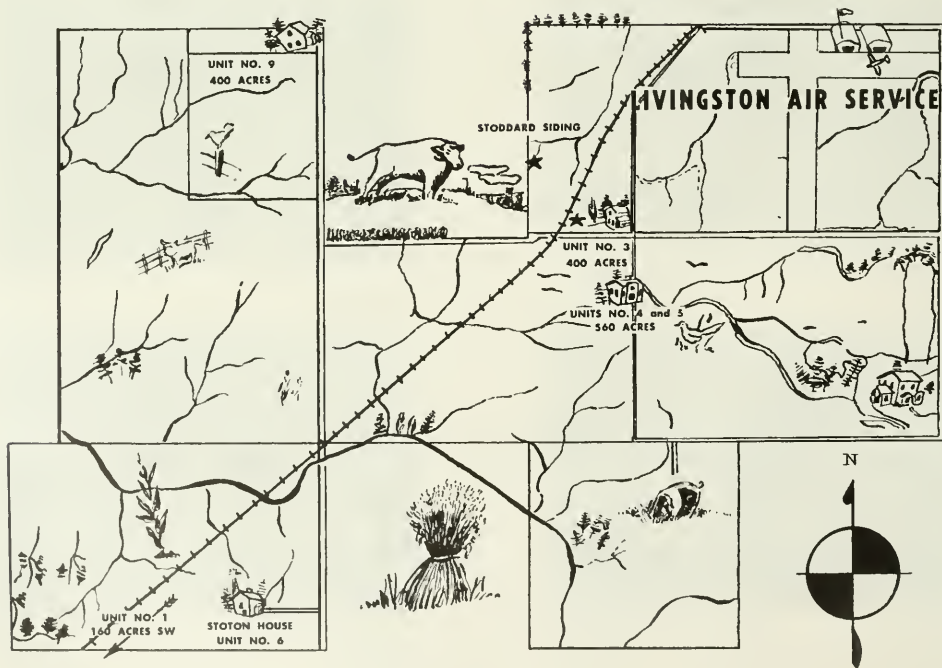 UNIT NO. 9
400 ACRES
LIVINGSTON AIR SERVICE
STODDARD SIDING
UNIT NO. 3
400 ACRES
UNITS NO. 4 and 5
560 ACRES
N
UNIT NO. 1
160 ACRES SW
STOTON HOUSE
UNIT NO. 6